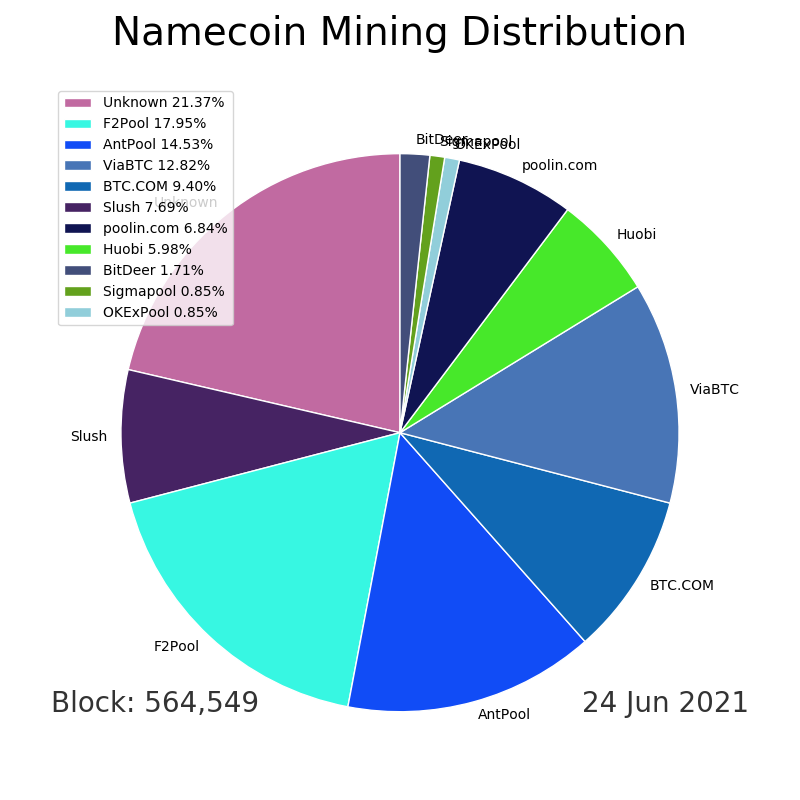 Namecoin Mining Distribution
Unknown 21.37%
F2Pool 17.95%
AntPool 14.53%
ViaBTC 12.82%
BTC.COM 9.40%
Slush 7.69%
poolin.com 6.84%
Huobi 5.98%
BitDeer 1.71%
Sigmapool 0.85%
OKExPool 0.85%
Unknown
BitDeer
Sigmapool
OKExPool
poolin.com
Huobi
ViaBTC
Slush
BTC.COM
F2Pool
AntPool
Block: 564,549
24 Jun 2021